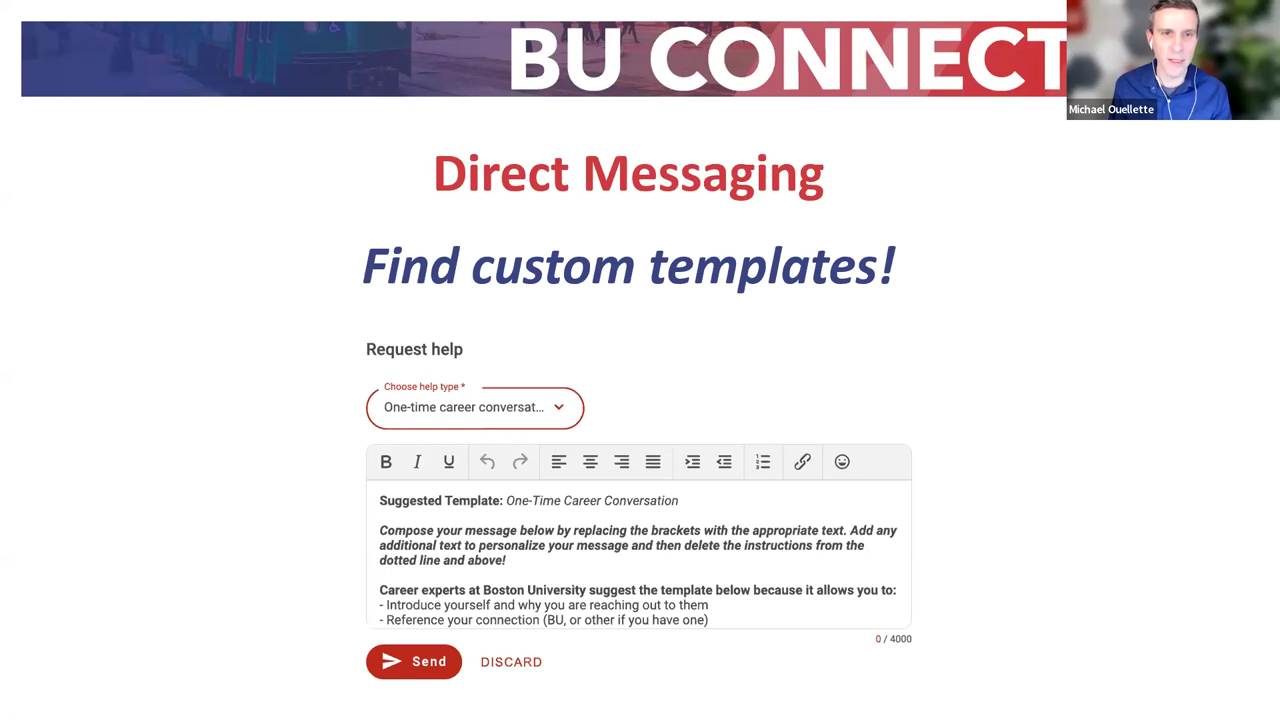 BU CONNECT
Michael Ouellette
Direct Messaging
Find custom templates!
Request help
Choose help type *
One-time career conversat...
B I U
Suggested Template: One-Time Career Conversation
Compose your message below by replacing the brackets with the appropriate text. Add any
additional text to personalize your message and then delete the instructions from the
dotted line and above!
Career experts at Boston University suggest the template below because it allows you to:
- Introduce yourself and why you are reaching out to them
- Reference your connection (BU, or other if you have one)
0 / 4000
Send DISCARD